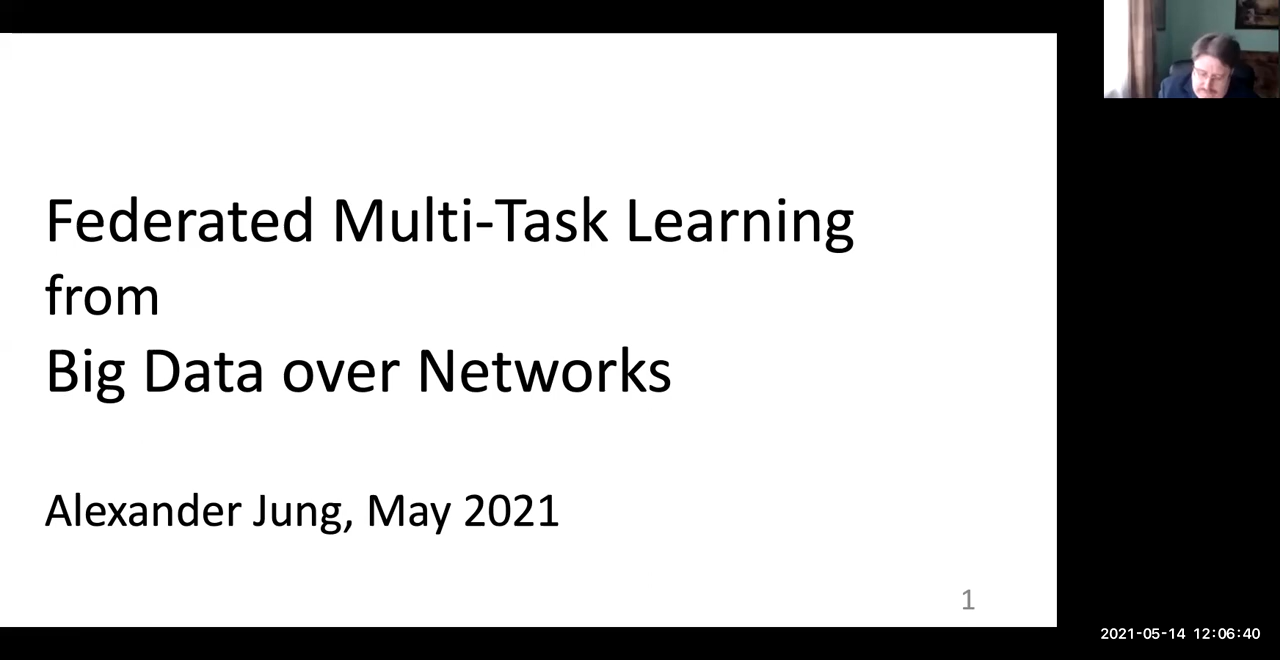 Federated Multi-Task Learning
from
Big Data over Networks
Alexander Jung, May 2021
1
2021-05-14 12:06:40